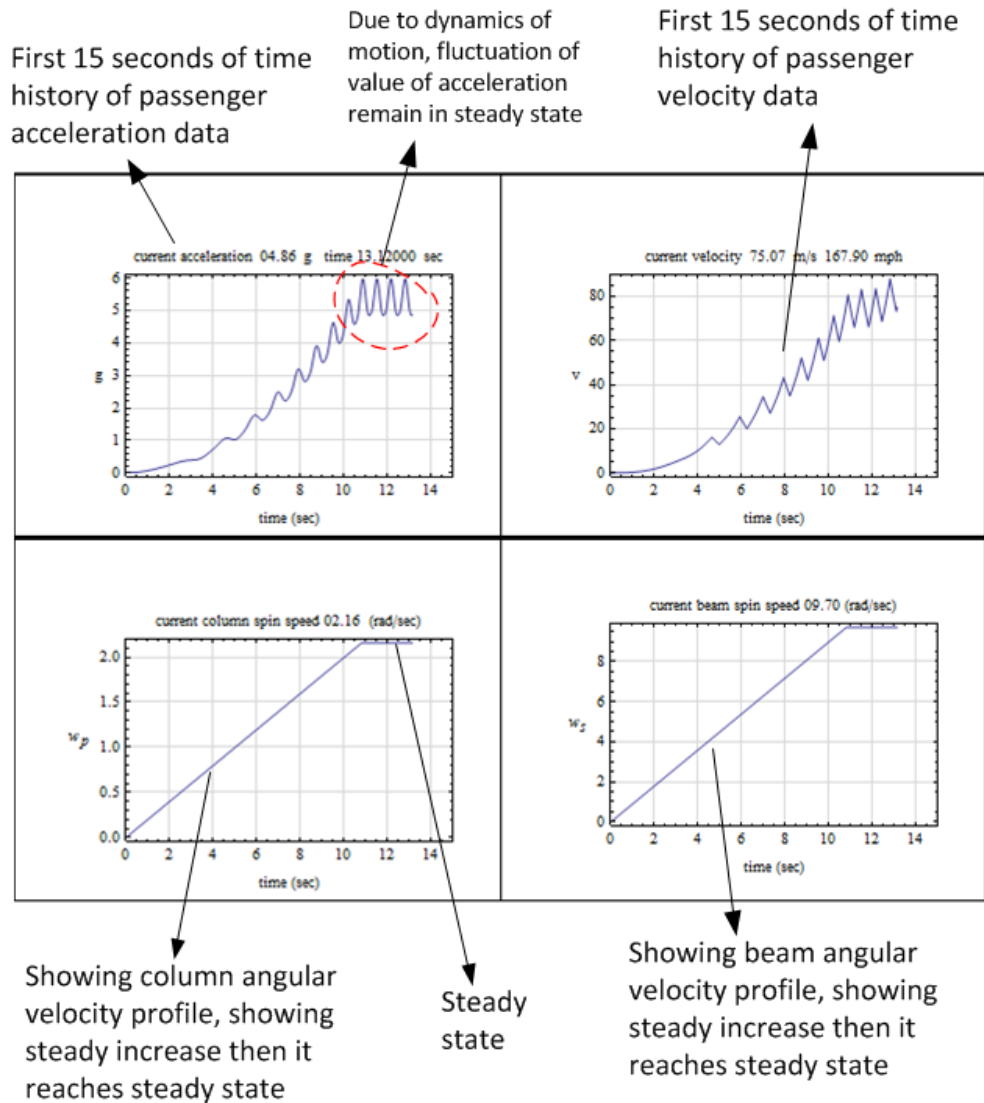 First 15 seconds of time
history of passenger
acceleration data
Due to dynamics of
motion, fluctuation of
value of acceleration
remain in steady state
First 15 seconds of time
history of passenger
velocity data
current acceleration 04.86 g time 13.12000 sec
6
5
4
3
2
1
0
g
0 2 4 6 8 10 12 14
time (sec)
current velocity 75.07 m/s 167.90 mph
80
60
40
20
0
v
0 2 4 6 8 10 12 14
time (sec)
current column spin speed 02.16 (rad/sec)
2.0
1.5
1.0
0.5
0.0
w_p
0 2 4 6 8 10 12 14
time (sec)
current beam spin speed 09.70 (rad/sec)
8
6
4
2
0
w_s
0 2 4 6 8 10 12 14
time (sec)
Showing column angular
velocity profile, showing
steady increase then it
reaches steady state
Steady
state
Showing beam angular
velocity profile, showing
steady increase then it
reaches steady state